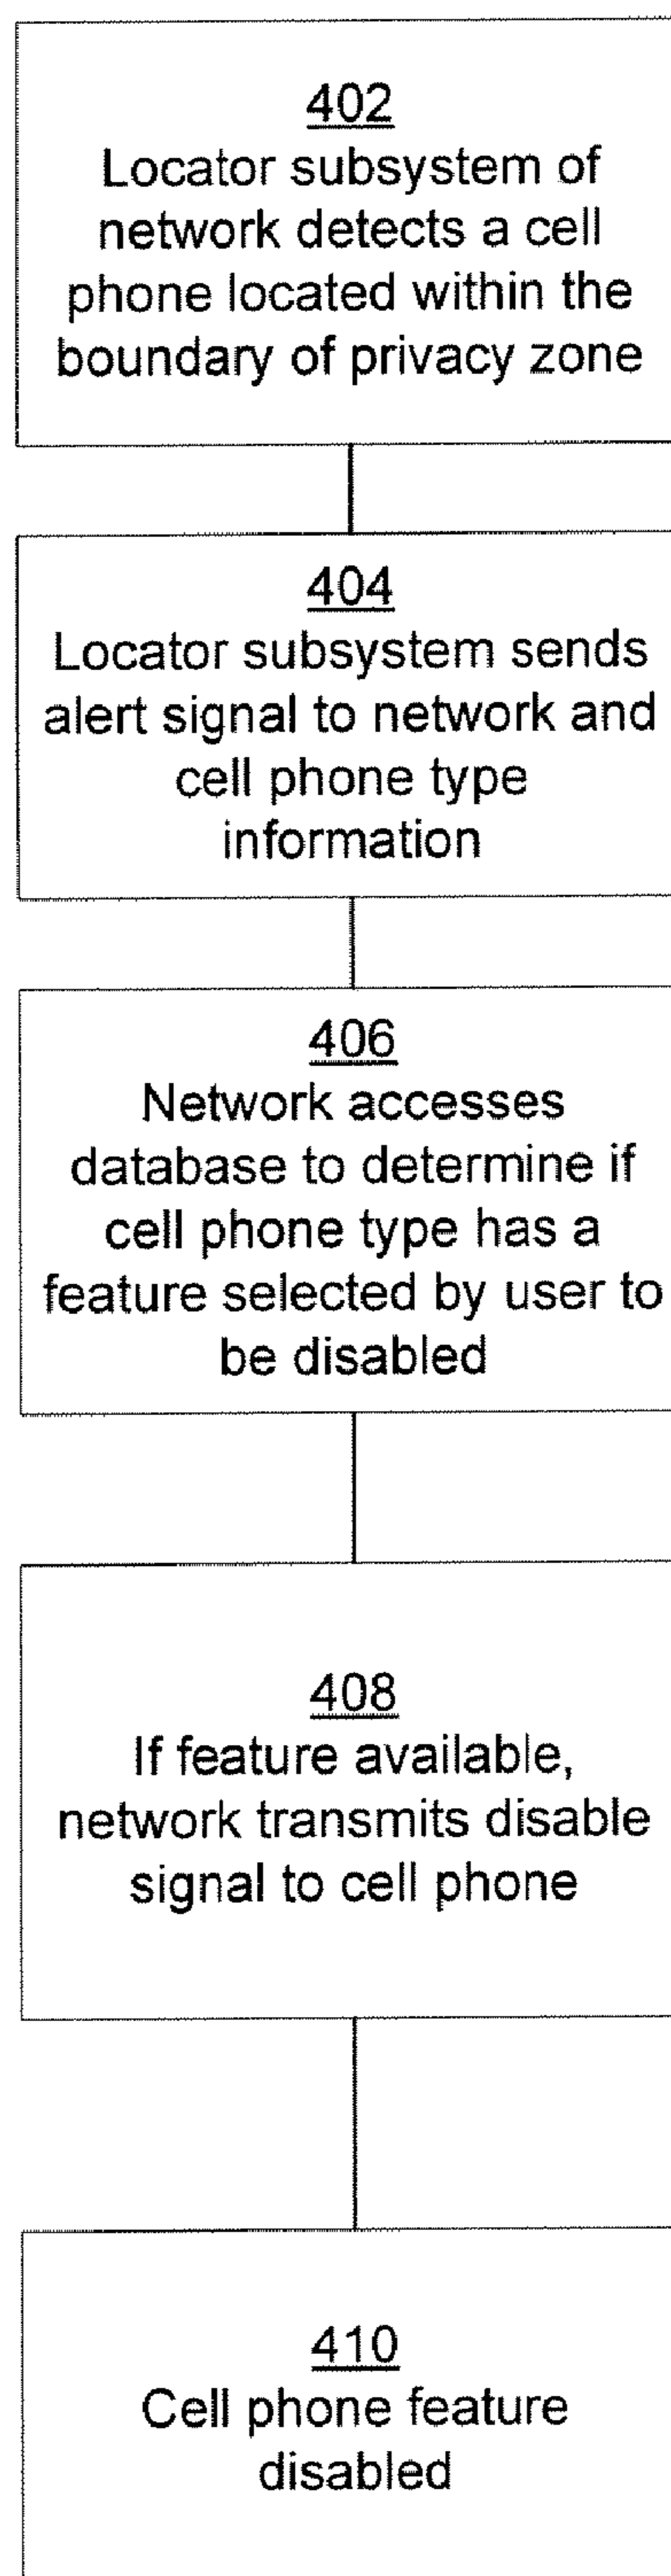 402
Locator subsystem of
network detects a cell
phone located within the
boundary of privacy zone
404
Locator subsystem sends
alert signal to network and
cell phone type
information
406
Network accesses
database to determine if
cell phone type has a
feature selected by user to
be disabled
408
If feature available,
network transmits disable
signal to cell phone
410
Cell phone feature
disabled